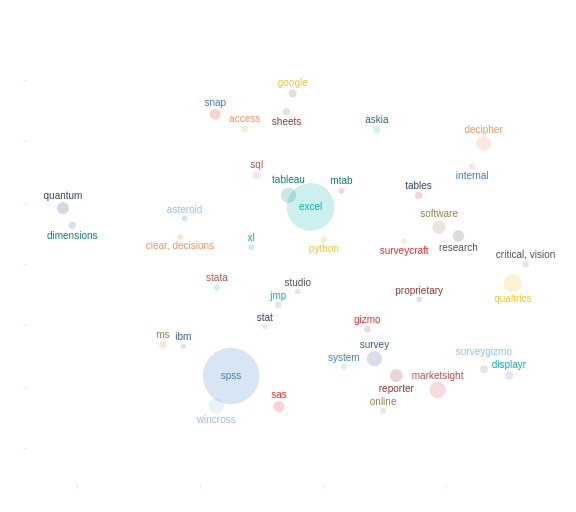 google
snap
access
sheets
askia
decipher
sql
internal
tableau
mtab
tables
quantum
asteroid
excel
software
dimensions
clear, decisions
xl
python
surveycraft
research
critical, vision
stata
studio
jmp
proprietary
qualtrics
stat
gizmo
ms
ibm
survey
system
surveygizmo
displayr
spss
marketsight
reporter
sas
online
wincross